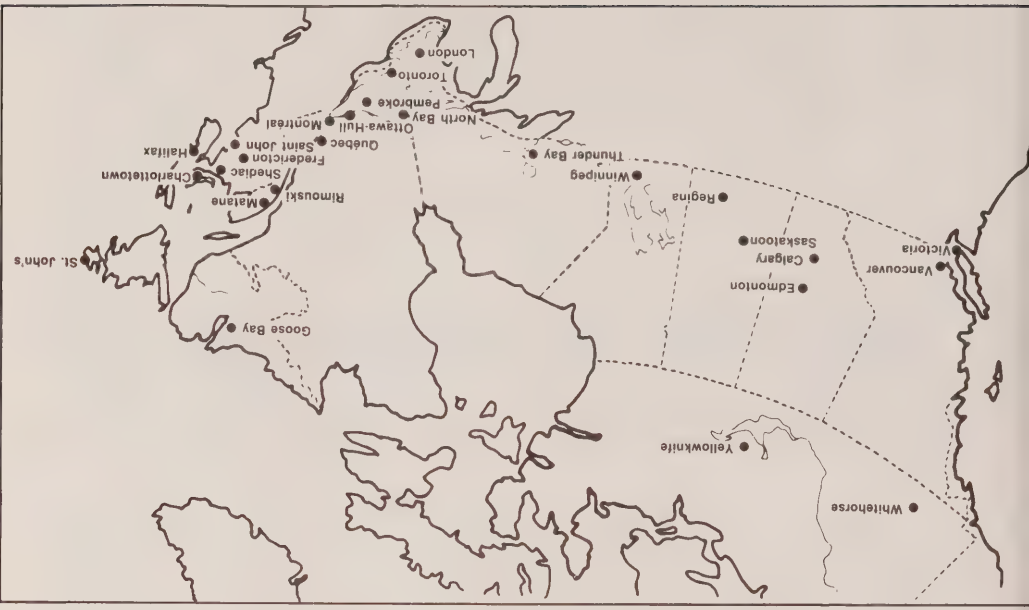 Whitehorse
Yellowknife
Goose Bay
Edmonton
Vancouver
St. John's
Calgary
Victoria
Saskatoon
Matane
Regina
Rimouski
Winnipeg
Charlottetown
Shediac
Fredericton
Thunder Bay
Halifax
Québec
Saint John
Ottawa-Hull
Montréal
North Bay
Pembroke
Toronto
London